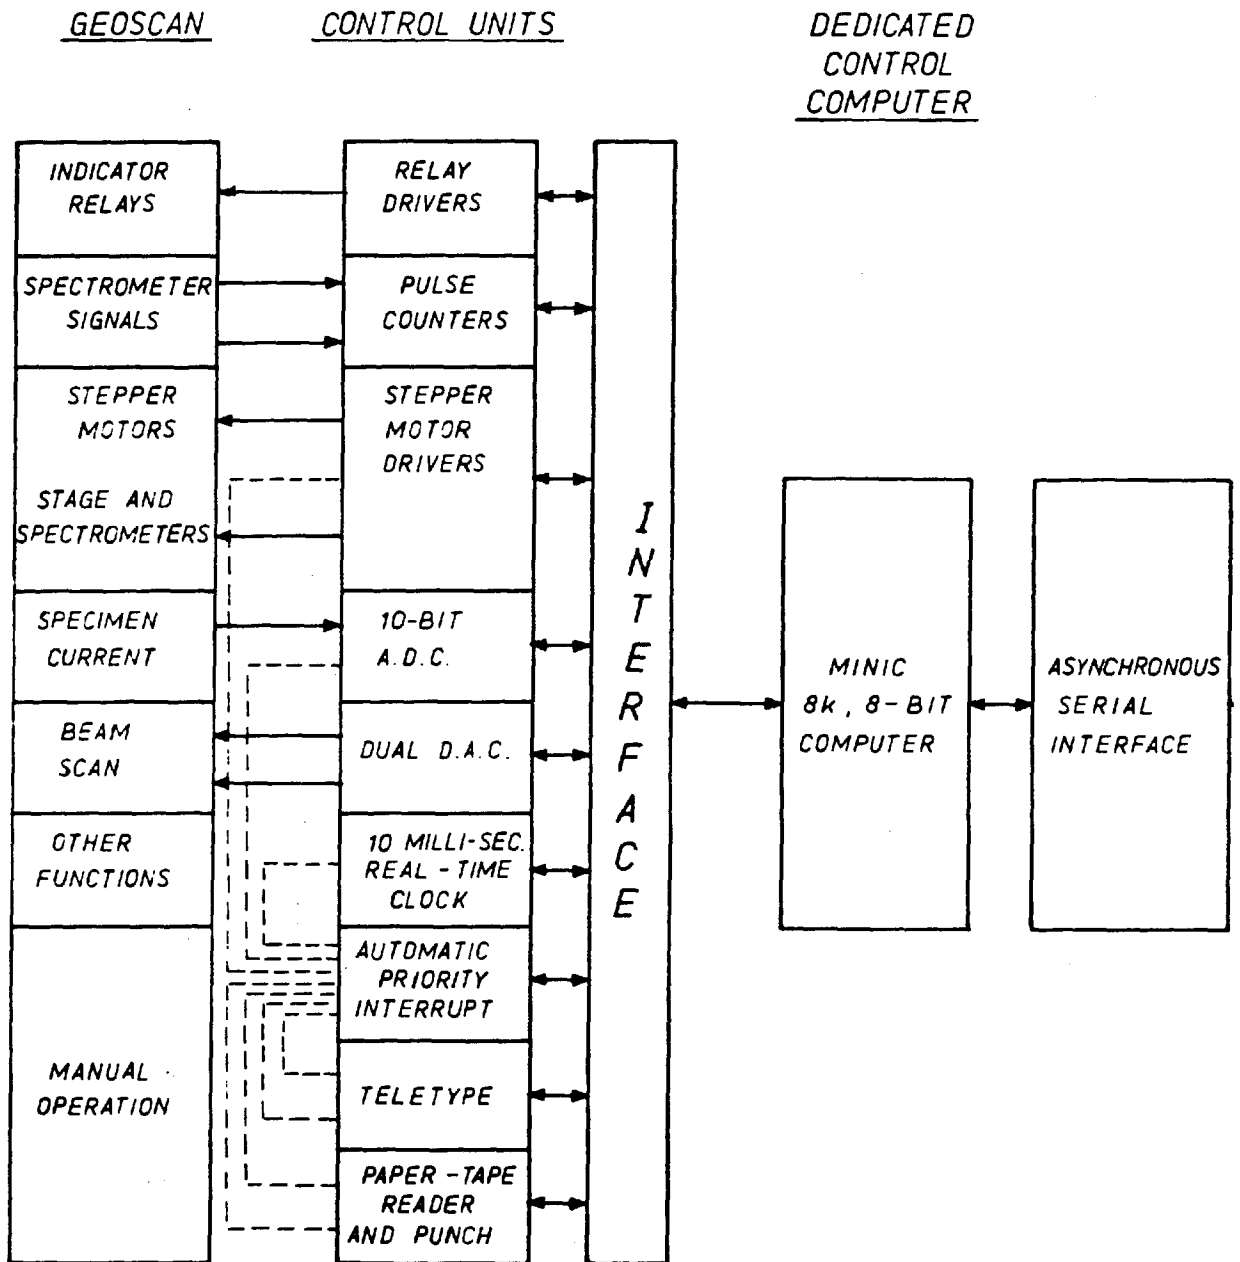 GEOSCAN
CONTROL UNITS
DEDICATED
CONTROL
COMPUTER
INDICATOR
RELAYS
SPECTROMETER
SIGNALS
STEPPER
MOTORS
STAGE AND
SPECTROMETERS
SPECIMEN
CURRENT
BEAM
SCAN
OTHER
FUNCTIONS
MANUAL
OPERATION
RELAY
DRIVERS
PULSE
COUNTERS
STEPPER
MOTOR
DRIVERS
10-BIT
A.D.C.
DUAL D.A.C.
10 MILLI-SEC.
REAL-TIME
CLOCK
AUTOMATIC
PRIORITY
INTERRUPT
TELETYPE
PAPER-TAPE
READER
AND PUNCH
INTERFACE
MINIC
8k, 8-BIT
COMPUTER
ASYNCHRONOUS
SERIAL
INTERFACE